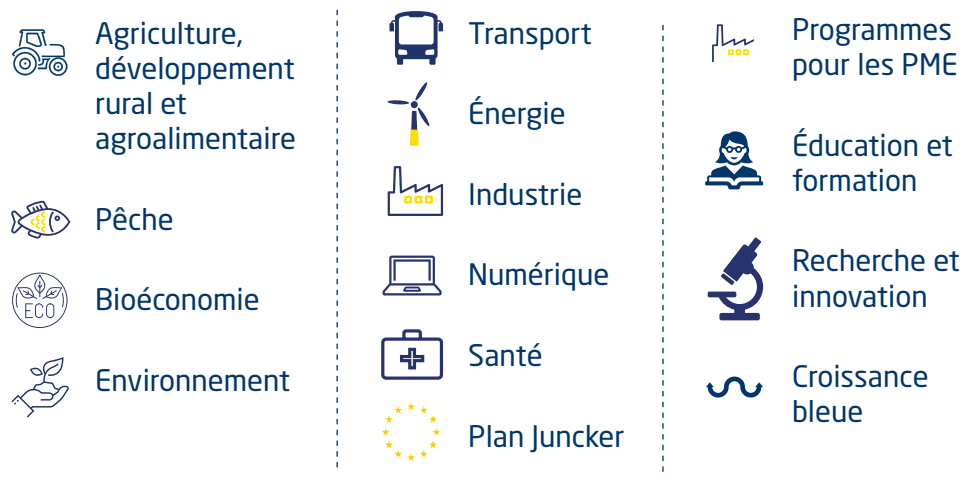 Agriculture,
développement
rural et
agroalimentaire
Pêche
ECO
Bioéconomie
Environnement
Transport
Énergie
Industrie
Numérique
Santé
Plan Juncker
Programmes
pour les PME
Éducation et
formation
Recherche et
innovation
Croissance
bleue